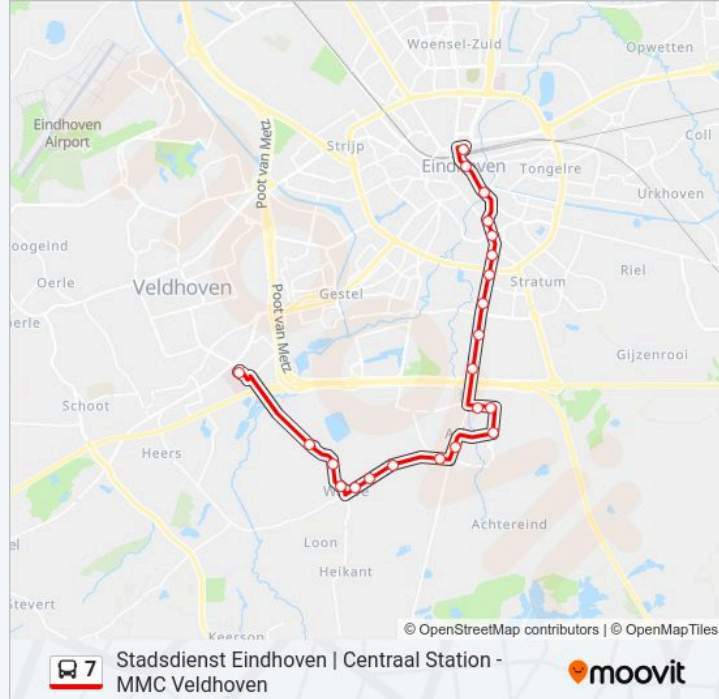 Woensel-Zuid
Opwetten
Eindhoven
Airport
Poot van Metz
Strijp
Coll
Eindhoven
Tongelre
Urkhoven
oogeind
Oerle
Riel
Veldhoven
Gestel
Stratum
erle
Poot van Metz
Gijzenrooi
Schoot
Heers
Achtereind
Loon
Heikant
el
Stevert
Keerson
© OpenStreetMap contributors | © OpenMapTiles
7 Stadsdienst Eindhoven | Centraal Station -
MMC Veldhoven
moovit